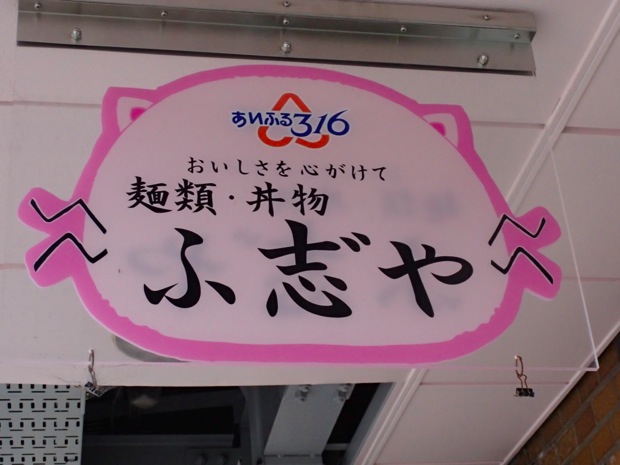 あいふる316
おいしさを心がけて
麺類・丼物
ふ志゛や